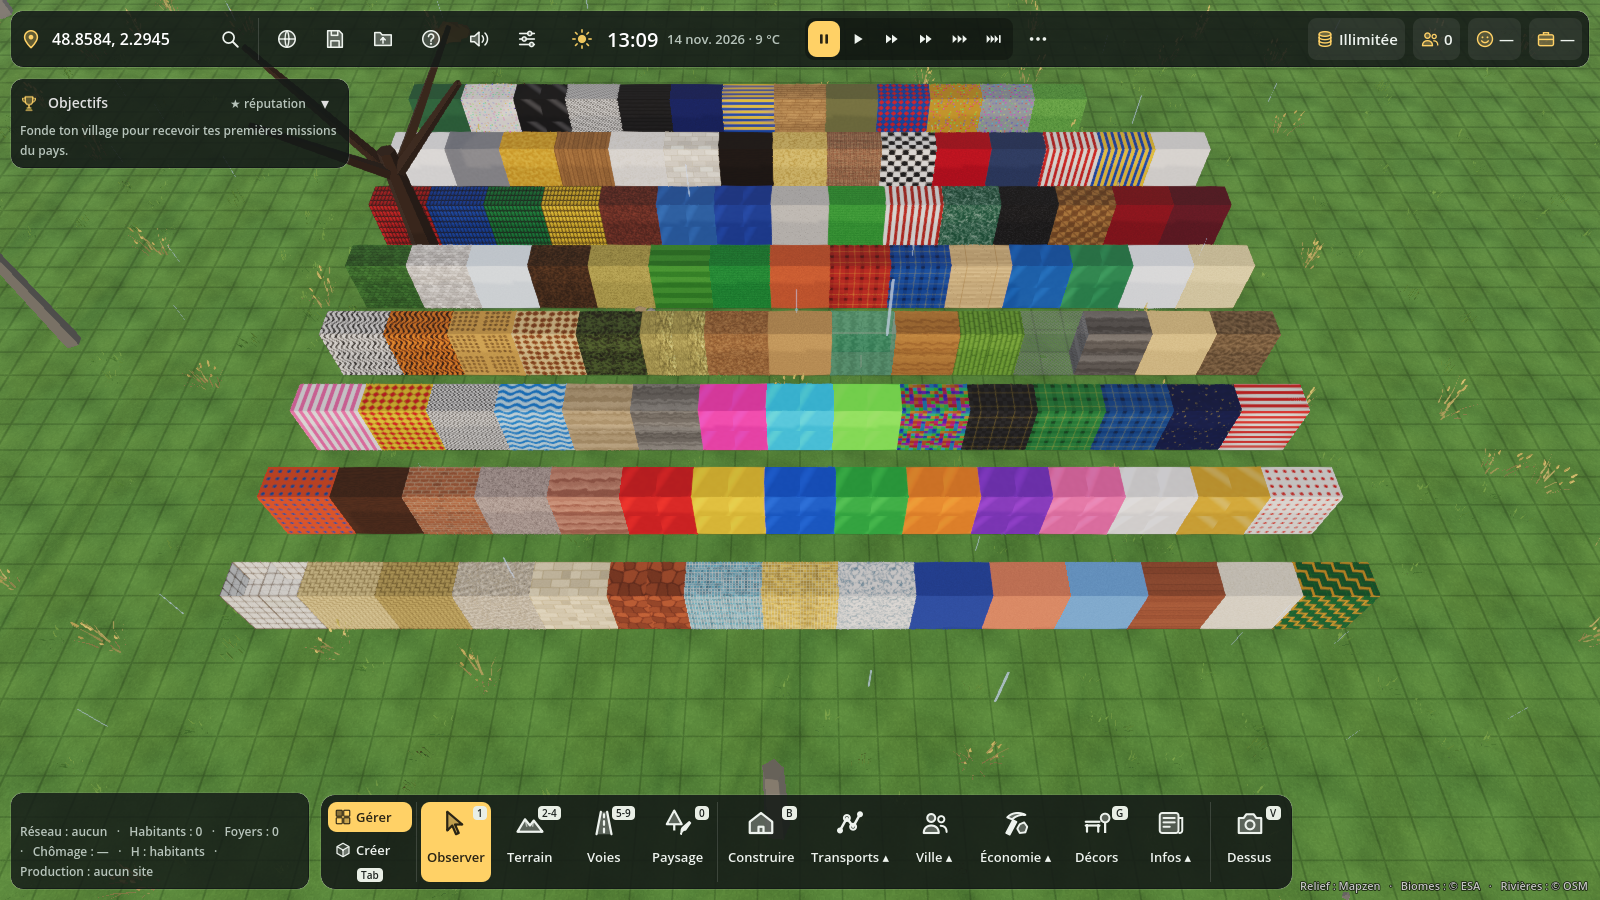 48.8584, 2.2945
13:09 14 nov. 2026 · 9 °C
Illimitée
0
—
—
Objectifs
★ réputation ▼
Fonde ton village pour recevoir tes premières missions
du pays.
Réseau : aucun · Habitants : 0 · Foyers : 0
· Chômage : — · H : habitants ·
Production : aucun site
Gérer
Créer
Tab
1
Observer
2-4
Terrain
5-9
Voies
0
Paysage
B
Construire
Transports ▴
Ville ▴
Économie ▴
G
Décors
Infos ▴
V
Dessus
Relief : Mapzen · Biomes : © ESA · Rivières : © OSM